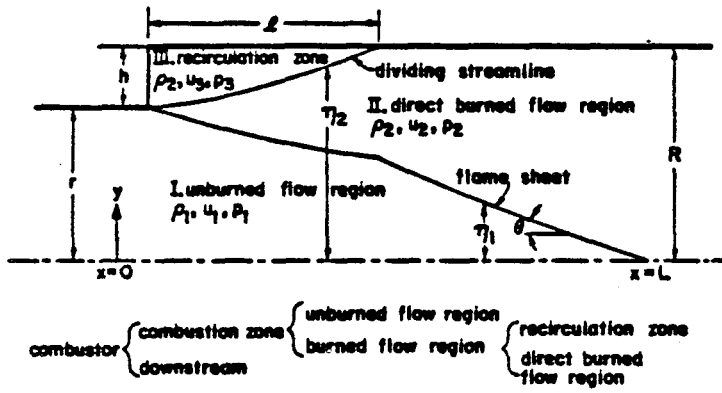 ℓ
h
III. recirculation zone
ρ2, u3, p3
dividing streamline
η2
II. direct burned flow region
ρ2, u2, p2
R
r
y
I. unburned flow region
ρ1, u1, p1
flame sheet
η1
θ
x=0
x=L
combustor { combustion zone { unburned flow region
burned flow region { recirculation zone
downstream
direct burned
flow region